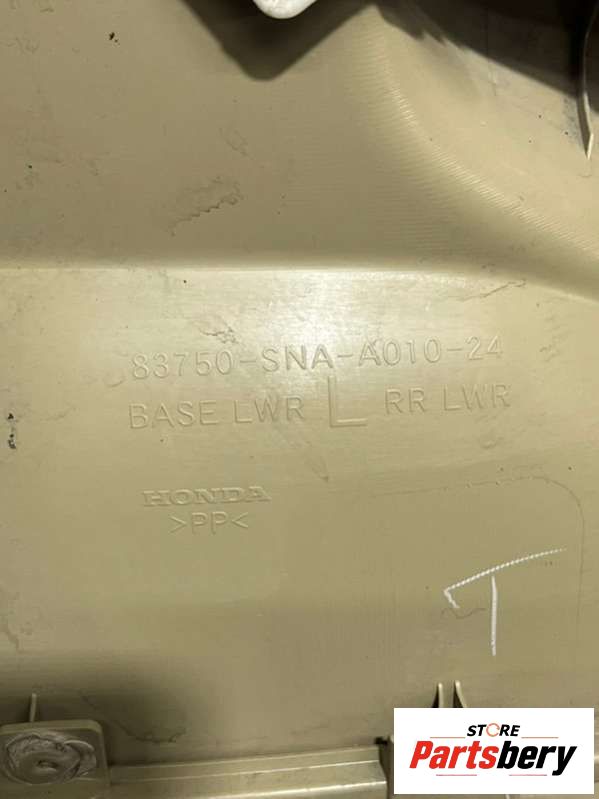 83750-SNA-A010-24
BASE LWR L RR LWR
HONDA
>PP<
T
STORE
Partsbery